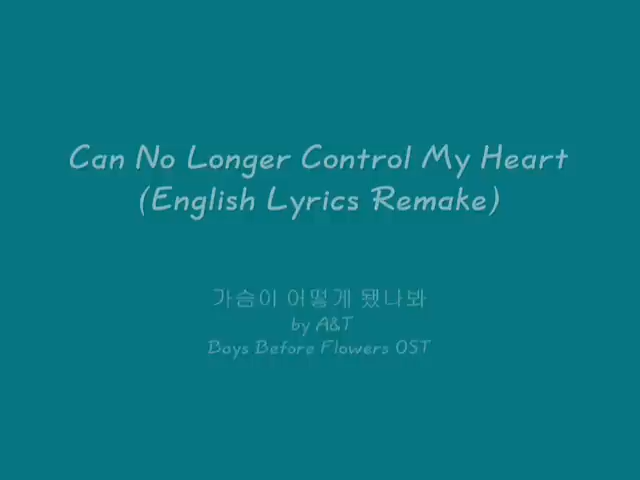 Can No Longer Control My Heart
(English Lyrics Remake)
가슴이 어떻게 됐나봐
by A&T
Boys Before Flowers OST